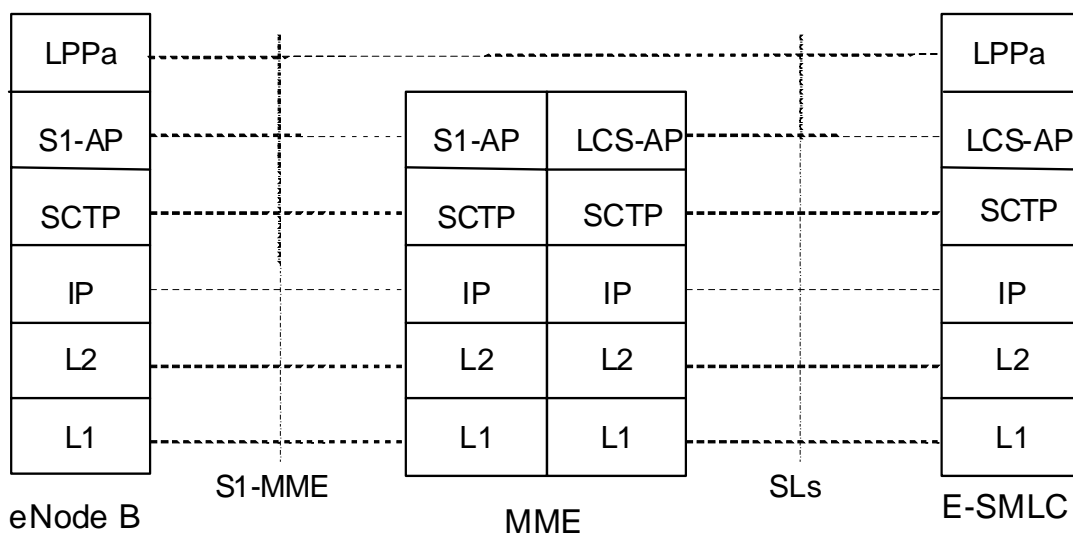 LPPa LPPa
S1-AP S1-AP LCS-AP LCS-AP
SCTP SCTP SCTP SCTP
IP IP IP IP
L2 L2 L2 L2
L1 L1 L1 L1
S1-MME SLs
eNode B MME E-SMLC